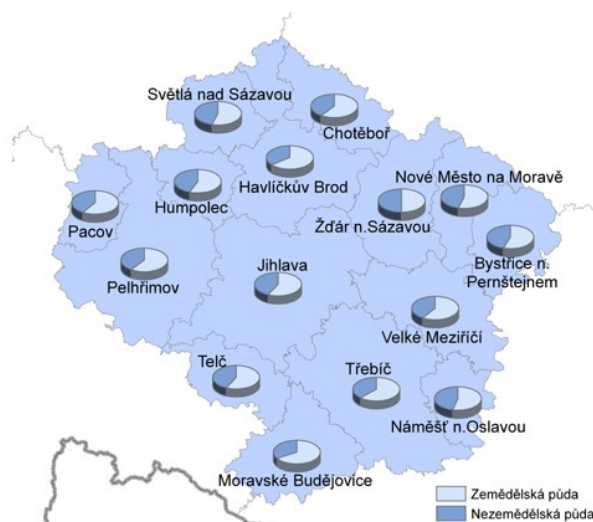 Světlá nad Sázavou
Chotěboř
Havlíčkův Brod
Nové Město na Moravě
Humpolec
Žďár n.Sázavou
Pacov
Bystřice n.
Pernštejnem
Pelhřimov
Jihlava
Velké Meziříčí
Telč
Třebíč
Náměšť n.Oslavou
Moravské Budějovice
Zemědělská půda
Nezemědělská půda